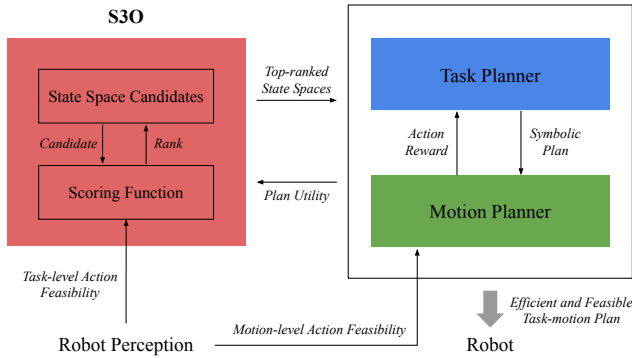 S3O
State Space Candidates
Candidate
Rank
Scoring Function
Top-ranked
State Spaces
Plan Utility
Task Planner
Action
Reward
Symbolic
Plan
Motion Planner
Task-level Action
Feasibility
Motion-level Action Feasibility
Efficient and Feasible
Task-motion Plan
Robot Perception
Robot